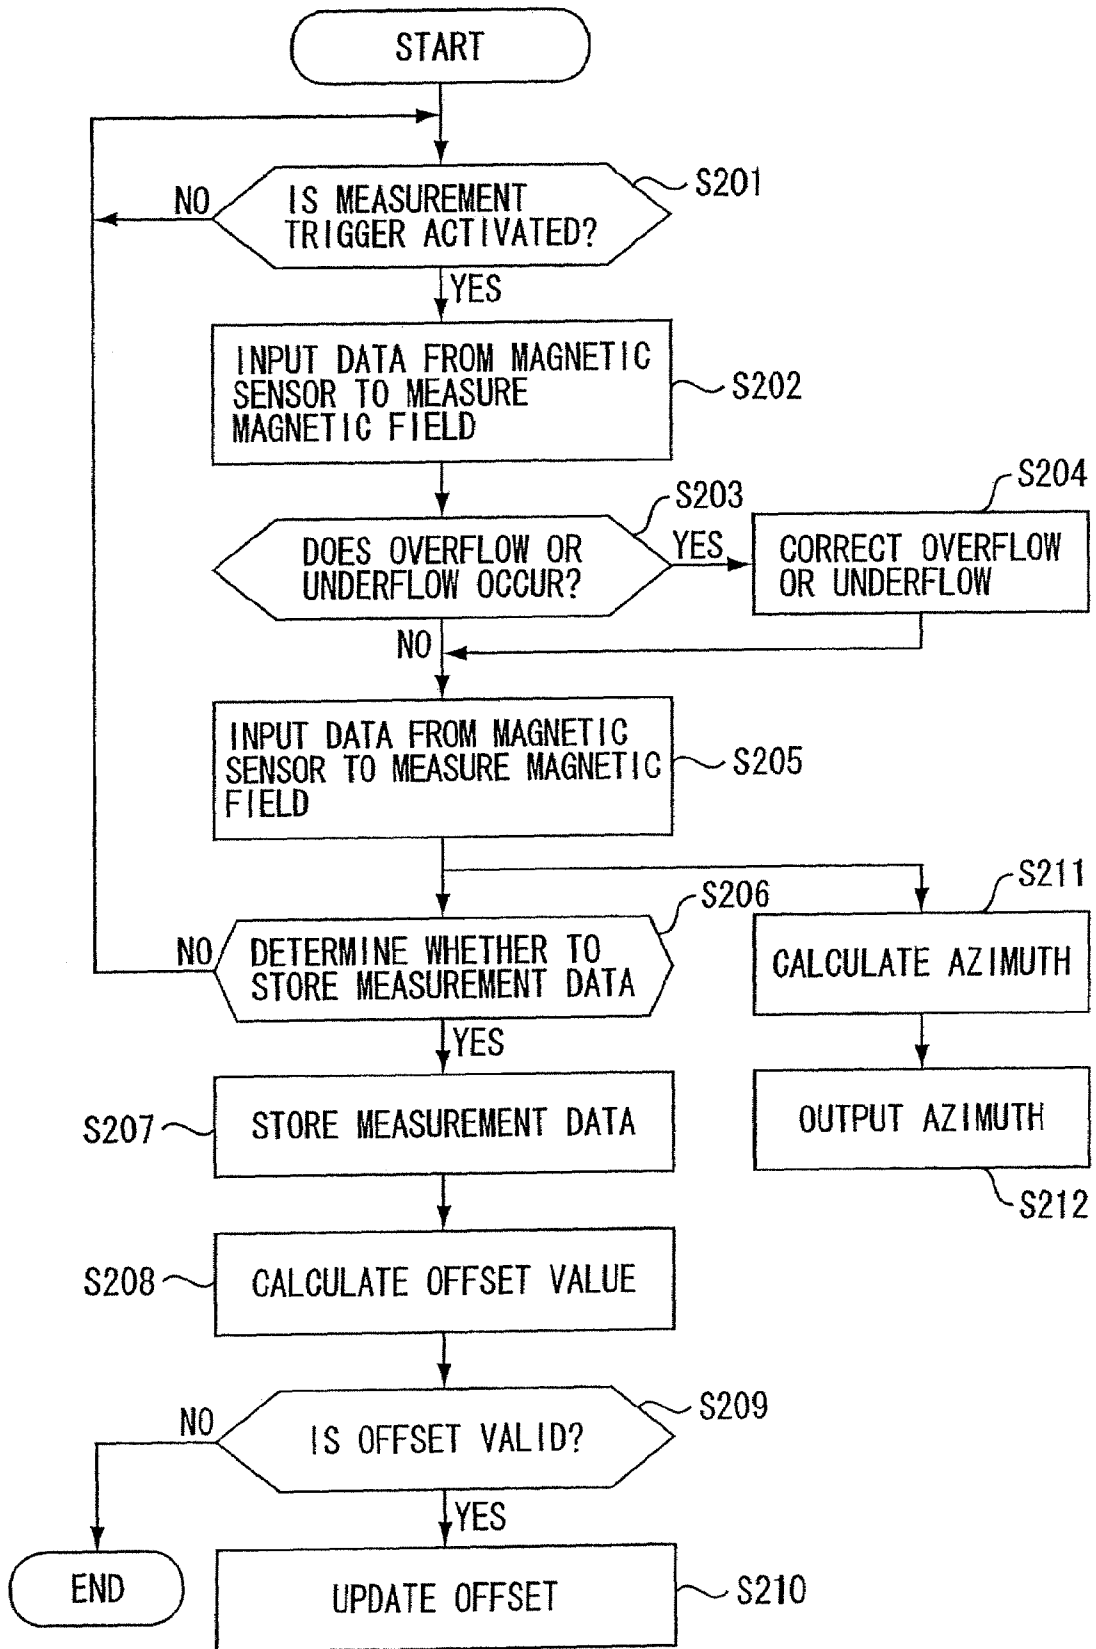 START
NO
IS MEASUREMENT
TRIGGER ACTIVATED?
S201
YES
INPUT DATA FROM MAGNETIC
SENSOR TO MEASURE
MAGNETIC FIELD
S202
S203
DOES OVERFLOW OR
UNDERFLOW OCCUR?
YES
S204
CORRECT OVERFLOW
OR UNDERFLOW
NO
INPUT DATA FROM MAGNETIC
SENSOR TO MEASURE MAGNETIC
FIELD
S205
S206
NO
DETERMINE WHETHER TO
STORE MEASUREMENT DATA
S211
CALCULATE AZIMUTH
YES
S207
STORE MEASUREMENT DATA
OUTPUT AZIMUTH
S212
S208
CALCULATE OFFSET VALUE
NO
IS OFFSET VALID?
S209
YES
END
UPDATE OFFSET
S210